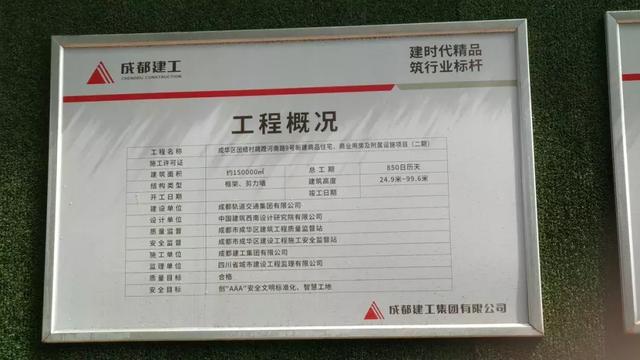 成都建工
CHENGDU CONSTRUCTION
建时代精品
筑行业标杆
工程概况
工程名称 成华区团结村跳蹬河南路9号新建商品住宅、商业用房及附属设施项目（二期）
施工许可证
建筑面积 约150000㎡ 总工期 850日历天
结构类型 框架、剪力墙 建筑高度 24.9米~99.6米
开工日期 竣工日期
建设单位 成都轨道交通集团有限公司
设计单位 中国建筑西南设计研究院有限公司
质量监督 成都市成华区建筑工程质量监督站
安全监督 成都市成华区建设工程施工安全监督站
施工单位 成都建工集团有限公司
监理单位 四川省城市建设工程监理有限公司
质量目标 合格
安全目标 创"AAA"安全文明标准化、智慧工地
成都建工集团有限公司